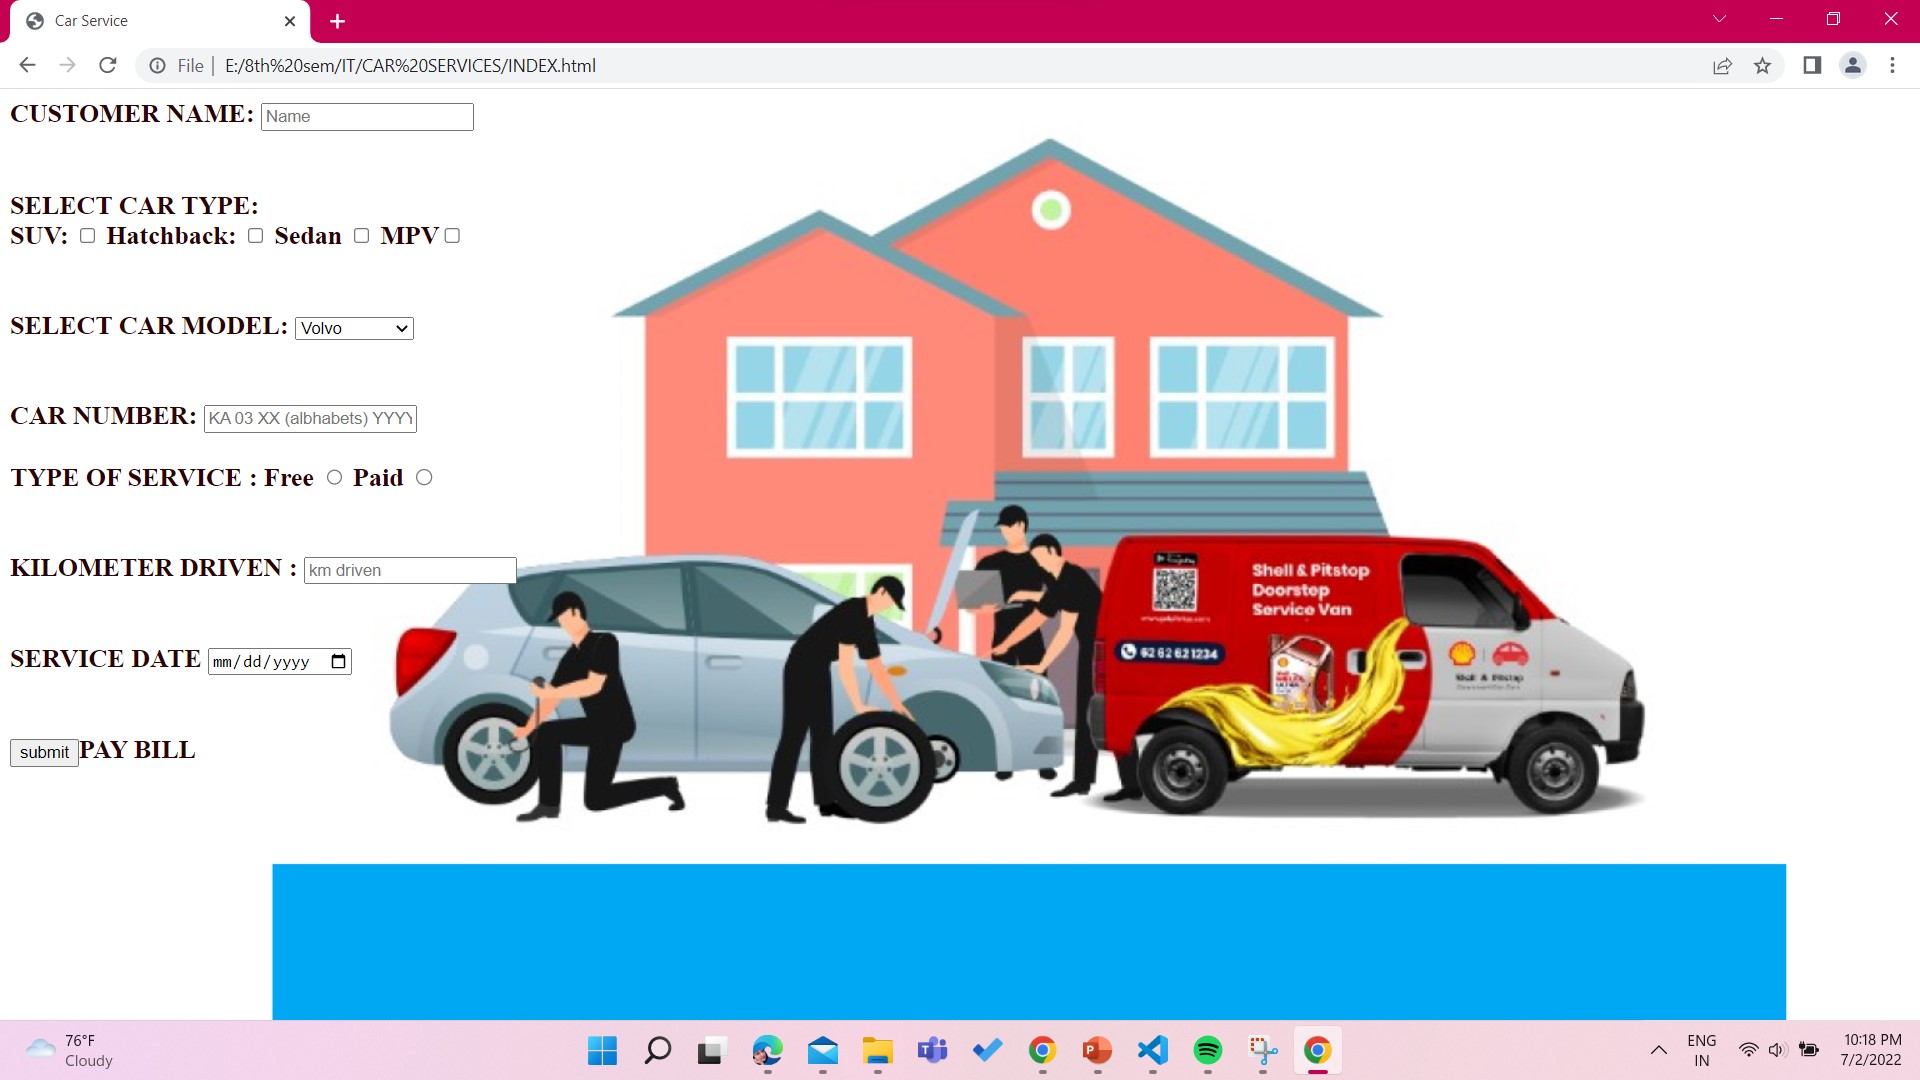 Car Service
File
E:/8th%20sem/IT/CAR%20SERVICES/INDEX.html
CUSTOMER NAME: Name
SELECT CAR TYPE:
SUV: Hatchback: Sedan MPV
SELECT CAR MODEL: Volvo
CAR NUMBER: KA 03 XX (albhabets) YYYY
TYPE OF SERVICE : Free Paid
KILOMETER DRIVEN : km driven
SERVICE DATE mm/dd/yyyy
submit PAY BILL
Shell & Pitstop
Doorstep
Service Van
62 62 62 1234
Shell & Pitstop
76°F
Cloudy
ENG
IN
10:18 PM
7/2/2022